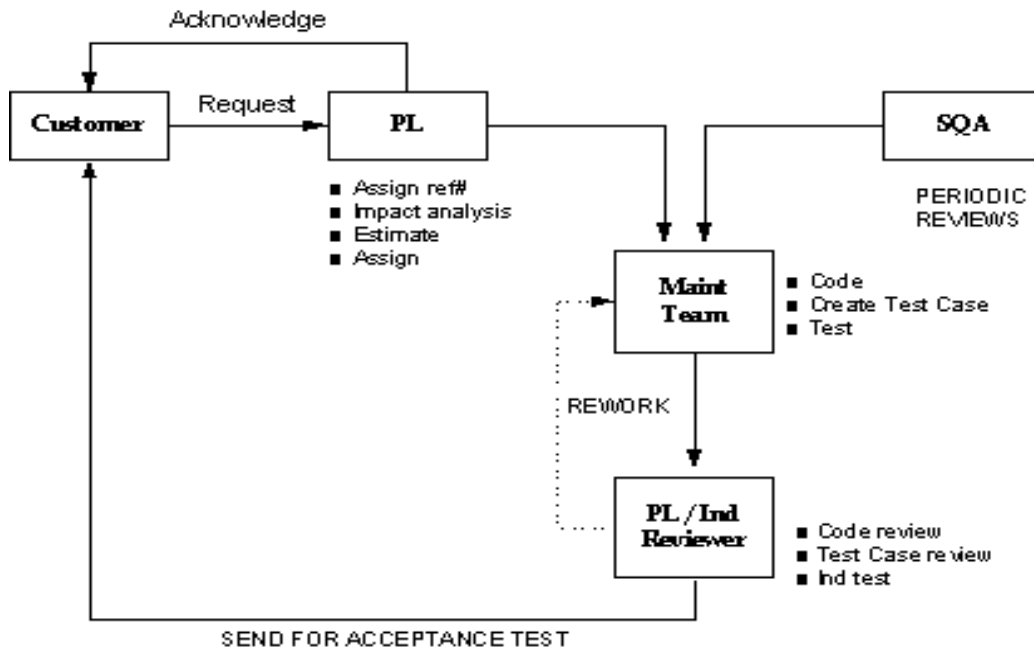 Acknowledge
Customer
Request
PL
SQA
■ Assign ref#
■ Impact analysis
■ Estimate
■ Assign
PERIODIC
REVIEWS
Maint
Team
■ Code
■ Create Test Case
■ Test
REWORK
PL / Ind
Reviewer
■ Code review
■ Test Case review
■ Ind test
SEND FOR ACCEPTANCE TEST